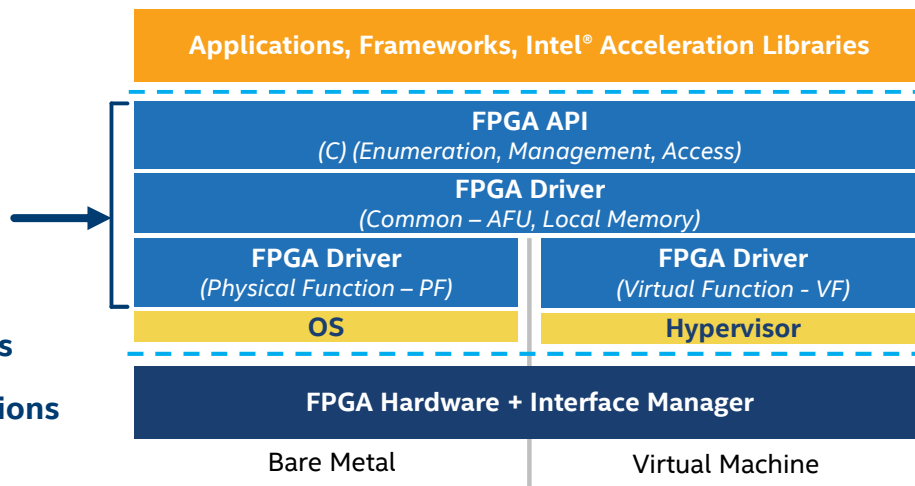 Applications, Frameworks, Intel® Acceleration Libraries
FPGA API
(C) (Enumeration, Management, Access)
FPGA Driver
(Common – AFU, Local Memory)
FPGA Driver
(Physical Function – PF)
FPGA Driver
(Virtual Function - VF)
OS
Hypervisor
s
ions
FPGA Hardware + Interface Manager
Bare Metal
Virtual Machine